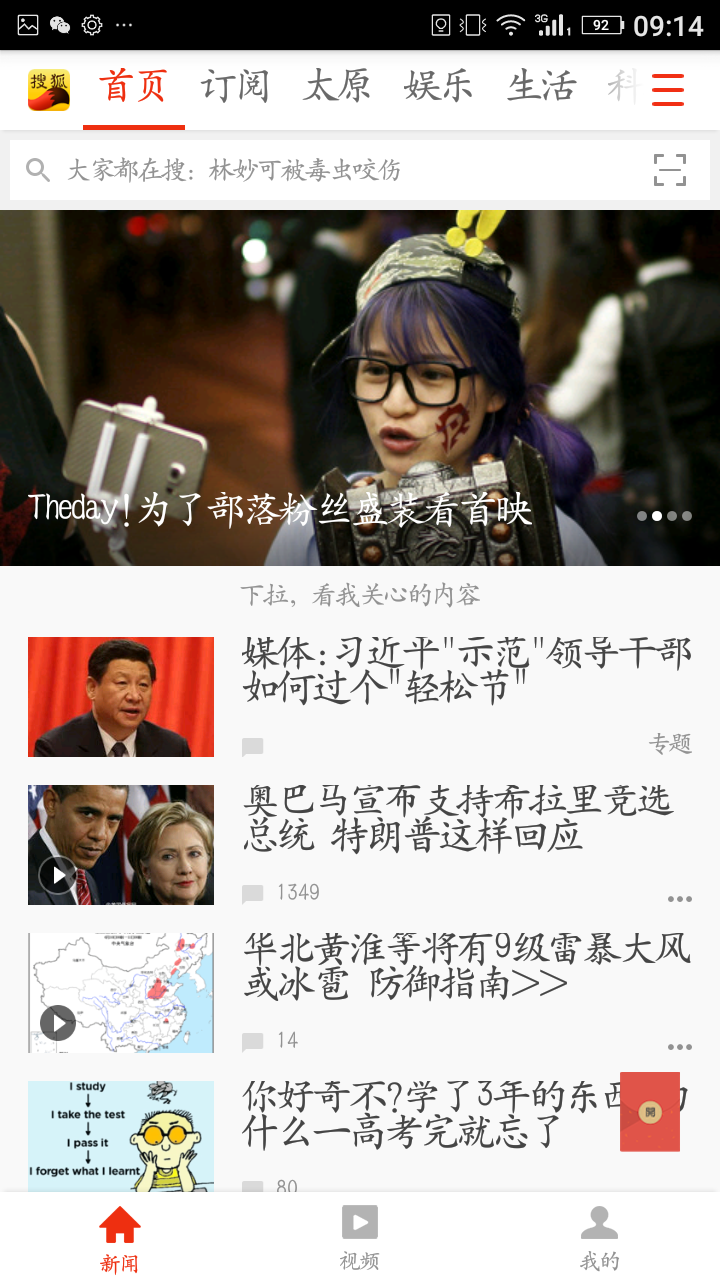 3G
1
92
09:14
搜狐
首页 订阅 太原 娱乐 生活 科
大家都在搜：林妙可被毒虫咬伤
Theday!为了部落粉丝盛装看首映
下拉，看我关心的内容
媒体:习近平"示范"领导干部
如何过个"轻松节"
专题
奥巴马宣布支持希拉里竞选
总统 特朗普这样回应
1349
华北黄淮等将有9级雷暴大风
或冰雹 防御指南>>
14
I study
I take the test
I pass it
I forget what I learnt
你好奇不?学了3年的东西为
什么一高考完就忘了
開
80
新闻 视频 我的